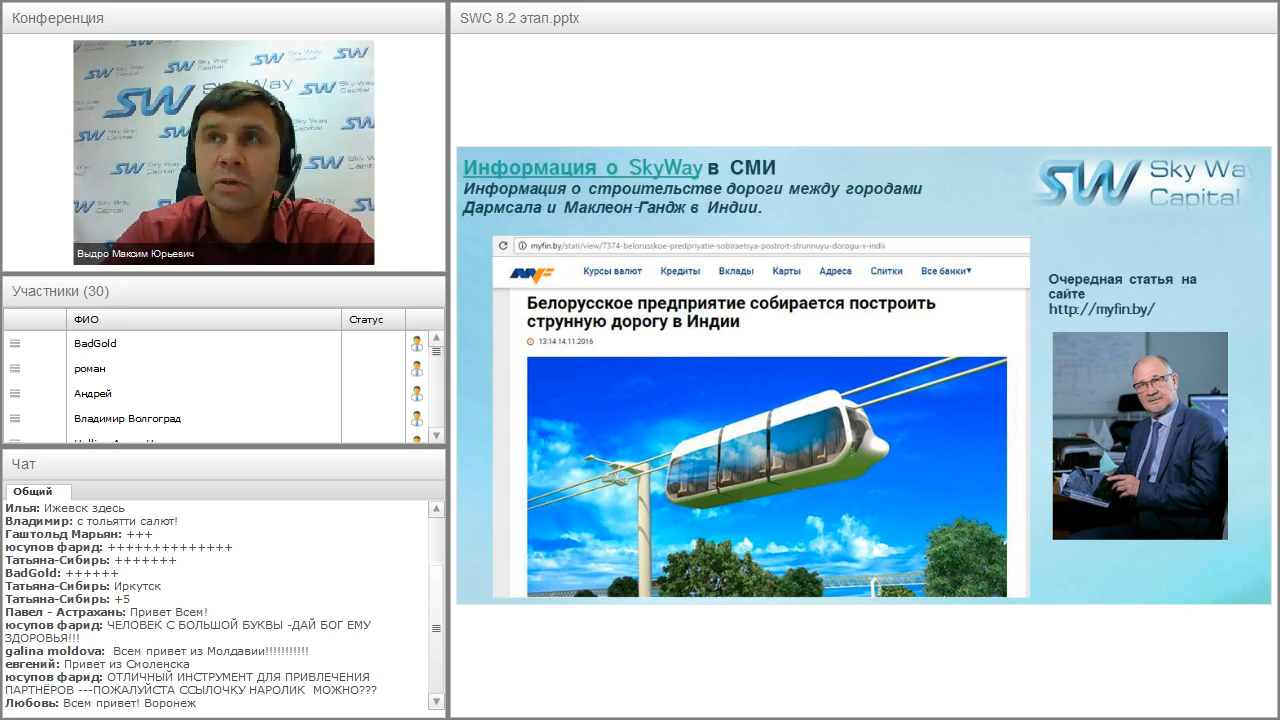 Конференция
SW Sky Way Capital
Выдро Максим Юрьевич
Участники (30)
ФИО
Статус
BadGold
роман
Андрей
Владимир Волгоград
Чат
Общий
Илья: Ижевск здесь
Владимир: с тольятти салют!
Гаштольд Марьян: +++
юсупов фарид: ++++++++++++++
Татьяна-Сибирь: +++++++
BadGold: ++++++
Татьяна-Сибирь: Иркутск
Татьяна-Сибирь: +5
Павел - Астрахань: Привет Всем!
юсупов фарид: ЧЕЛОВЕК С БОЛЬШОЙ БУКВЫ -ДАЙ БОГ ЕМУ
ЗДОРОВЬЯ!!!
galina moldova: Всем привет из Молдавии!!!!!!!!!!!
евгений: Привет из Смоленска
юсупов фарид: ОТЛИЧНЫЙ ИНСТРУМЕНТ ДЛЯ ПРИВЛЕЧЕНИЯ
ПАРТНЁРОВ ---ПОЖАЛУЙСТА ССЫЛОЧКУ НАРОЛИК МОЖНО???
Любовь: Всем привет! Воронеж
SWC 8.2 этап.pptx
Информация о SkyWay в СМИ
Информация о строительстве дороги между городами
Дармсала и Маклеон-Гандж в Индии.
SW Sky Way
Capital
myfin.by/stati/view/7374-belorusskoe-predpriyatie-sobiraetsya-postroit-strunnuyu-dorogu-v-indii
Курсы валют Кредиты Вклады Карты Адреса Слитки Все банки
Белорусское предприятие собирается построить
струнную дорогу в Индии
13:14 14.11.2016
Очередная статья на
сайте
http://myfin.by/